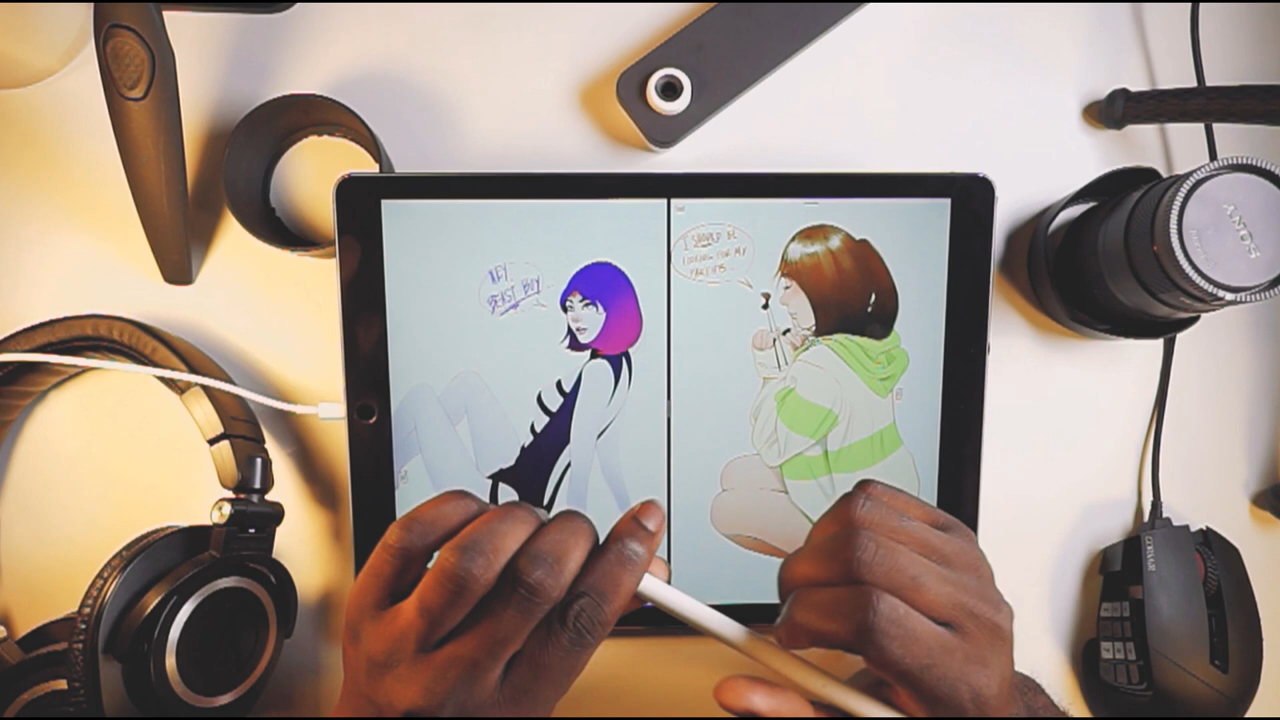 HEY
BEAST BOY
I SHOULD BE
LOOKING FOR MY
PARENTS...
SONY
CORSAIR